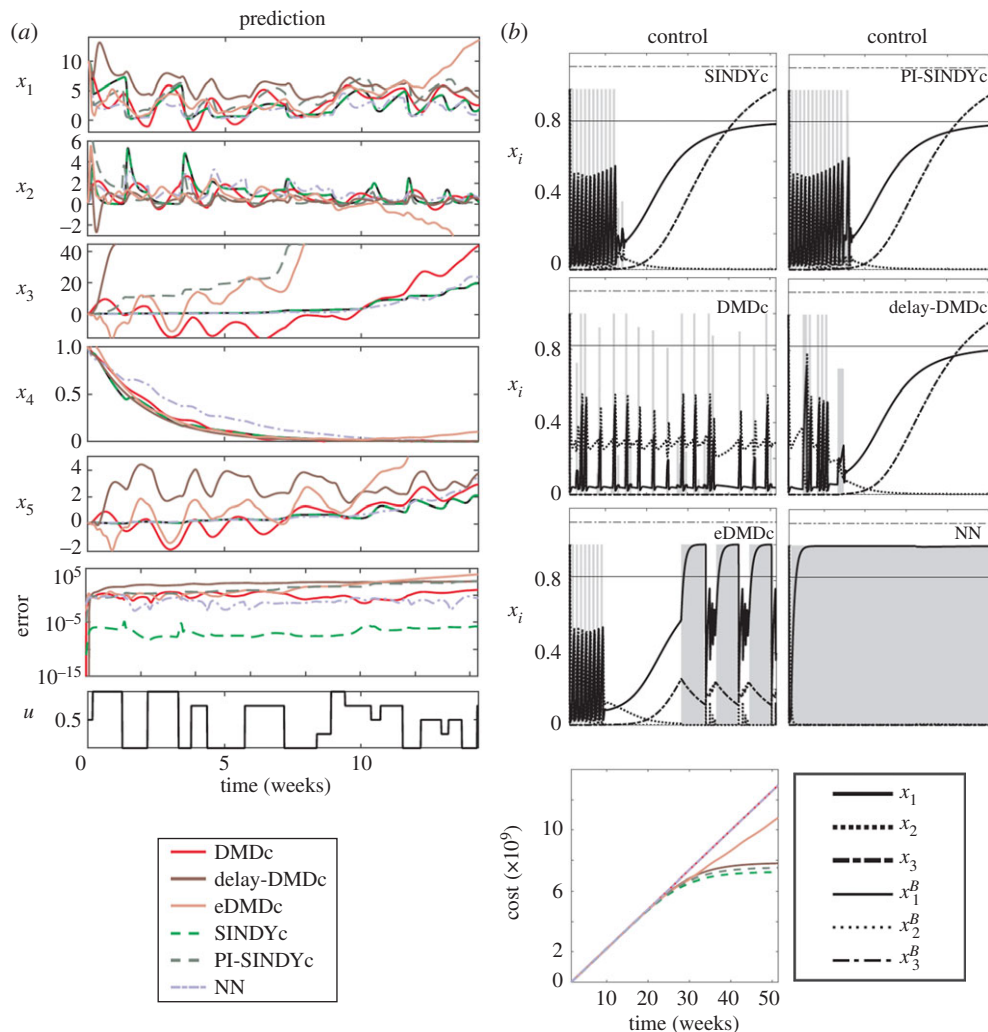 (a)
prediction
x1
10
5
0
x2
6
4
2
0
−2
x3
40
20
0
x4
1.0
0.5
0
x5
4
2
0
−2
error
10^5
10^−5
10^−15
u
0.5
0
5
10
time (weeks)
DMDc
delay-DMDc
eDMDc
SINDYc
PI-SINDYc
NN
(b)
control
control
SINDYc
PI-SINDYc
xi
0.8
0.4
0
DMDc
delay-DMDc
xi
0.8
0.4
0
eDMDc
NN
xi
0.8
0.4
0
cost (×10^9)
10
6
2
0
10
20
30
40
50
time (weeks)
x1
x2
x3
x1^B
x2^B
x3^B